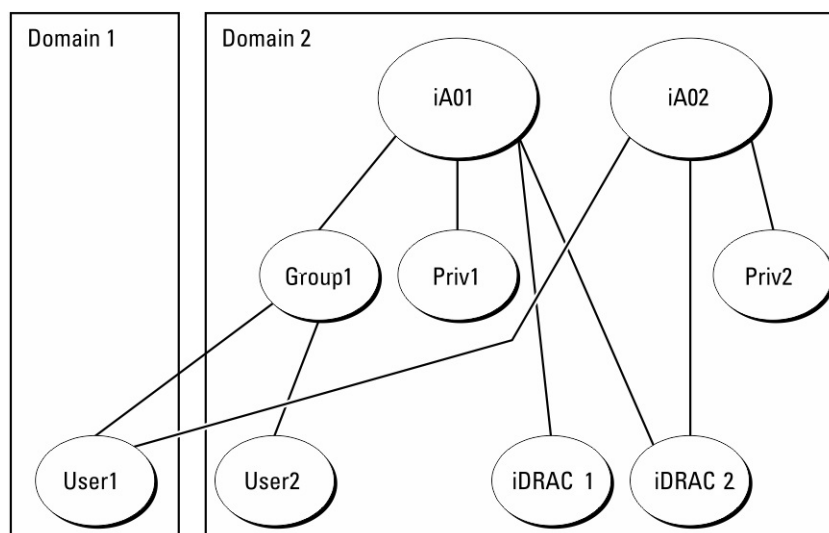 Domain 1
Domain 2
iA01
iA02
Group1
Priv1
Priv2
User1
User2
iDRAC 1
iDRAC 2